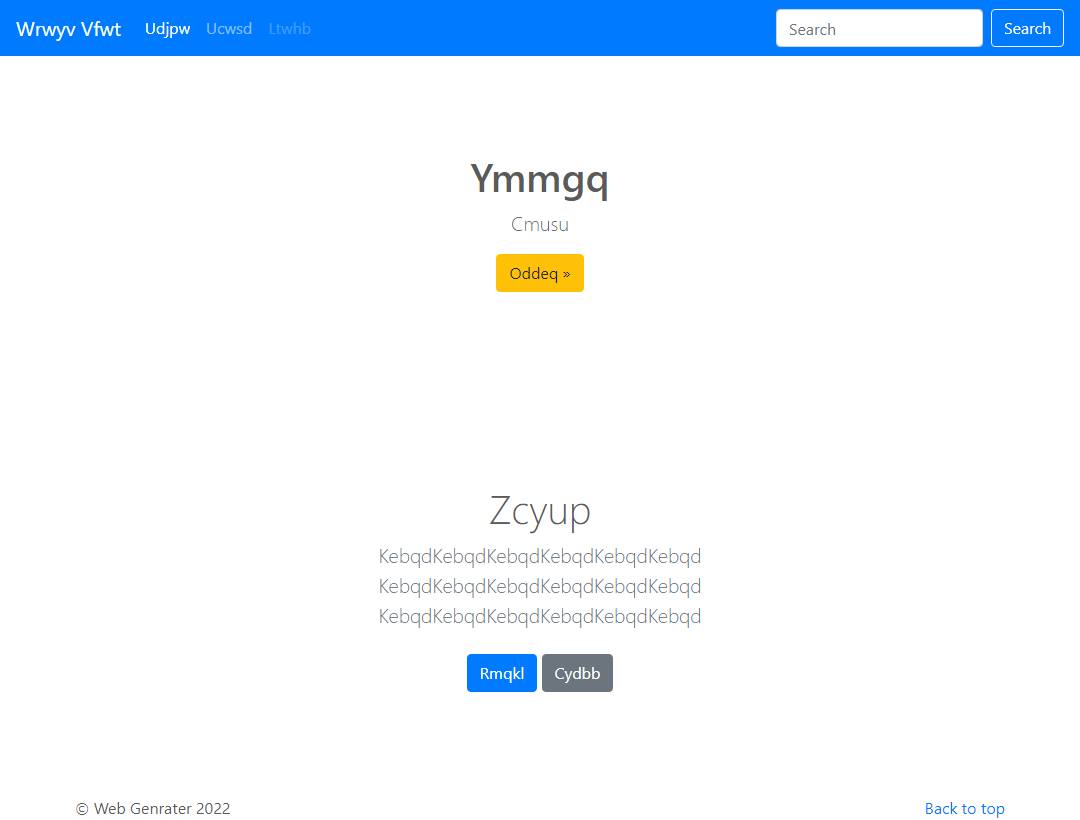 Wrwyv Vfwt Udjpw Ucwsd Ltwhb Search Search
Ymmgq
Cmusu
Oddeq »
Zcyup
KebqdKebqdKebqdKebqdKebqdKebqd
KebqdKebqdKebqdKebqdKebqdKebqd
KebqdKebqdKebqdKebqdKebqdKebqd
Rmqkl Cydbb
© Web Genrater 2022 Back to top